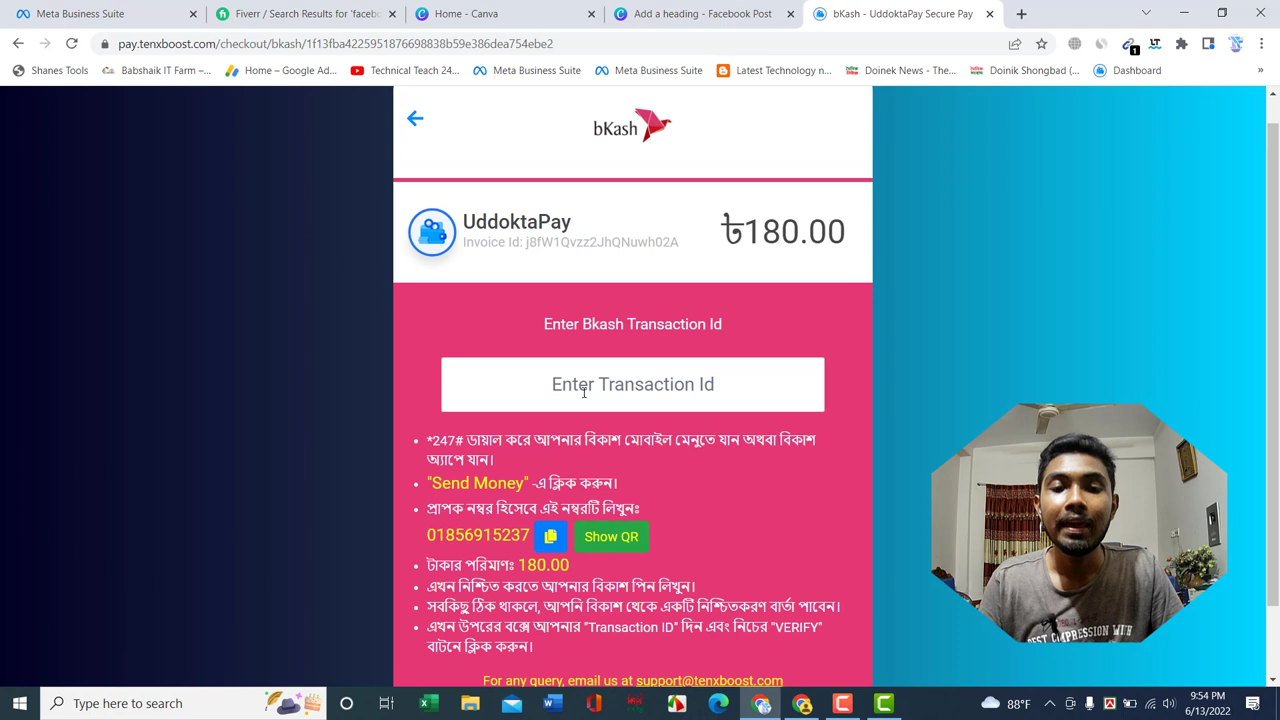 Meta Business Suite
Fiverr / Search Results for 'facebo
Home - Canva
Add a heading - Facebook Post
bKash - UddoktaPay Secure Pay
pay.tenxboost.com/checkout/bkash/
Shanes Tools
Babshaik IT Farm –...
Home – Google Ad...
Technical Teach 24...
Meta Business Suite
Meta Business Suite
Latest Technology n...
Doinek News - The...
Doinik Shongbad (...
Dashboard
»
bKash
UddoktaPay
৳180.00
Invoice Id: j8fW1Qvzz2JhQNuwh02A
Enter Bkash Transaction Id
Enter Transaction Id
*247# ডায়াল করে আপনার বিকাশ মোবাইল মেনুতে যান অথবা বিকাশ
অ্যাপে যান।
"Send Money" -এ ক্লিক করুন।
প্রাপক নম্বর হিসেবে এই নম্বরটি লিখুনঃ
01856915237 Show QR
টাকার পরিমাণঃ 180.00
এখন নিশ্চিত করতে আপনার বিকাশ পিন লিখুন।
সবকিছু ঠিক থাকলে, আপনি বিকাশ থেকে একটি নিশ্চিতকরণ বার্তা পাবেন।
এখন উপরের বক্সে আপনার "Transaction ID" দিন এবং নিচের "VERIFY"
বাটনে ক্লিক করুন।
For any query, email us at support@tenxboost.com
Type here to search
88°F
9:54 PM
6/13/2022